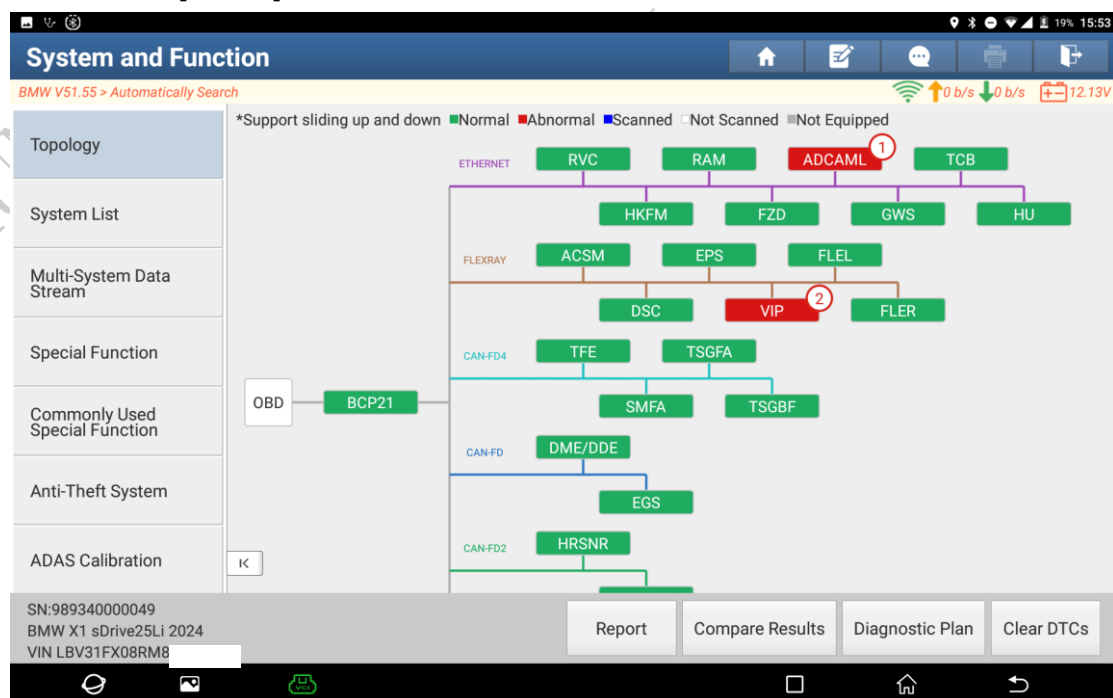 19% 15:53
System and Function
BMW V51.55 > Automatically Search
0 b/s 0 b/s 12.13V
*Support sliding up and down Normal Abnormal Scanned Not Scanned Not Equipped
Topology
System List
Multi-System Data
Stream
Special Function
Commonly Used
Special Function
Anti-Theft System
ADAS Calibration
OBD
BCP21
ETHERNET
RVC
RAM
ADCAML
1
TCB
HKFM
FZD
GWS
HU
FLEXRAY
ACSM
EPS
FLEL
DSC
VIP
2
FLER
CAN-FD4
TFE
TSGFA
SMFA
TSGBF
CAN-FD
DME/DDE
EGS
CAN-FD2
HRSNR
SN:989340000049
BMW X1 sDrive25Li 2024
VIN LBV31FX08RM8
Report
Compare Results
Diagnostic Plan
Clear DTCs
VCI